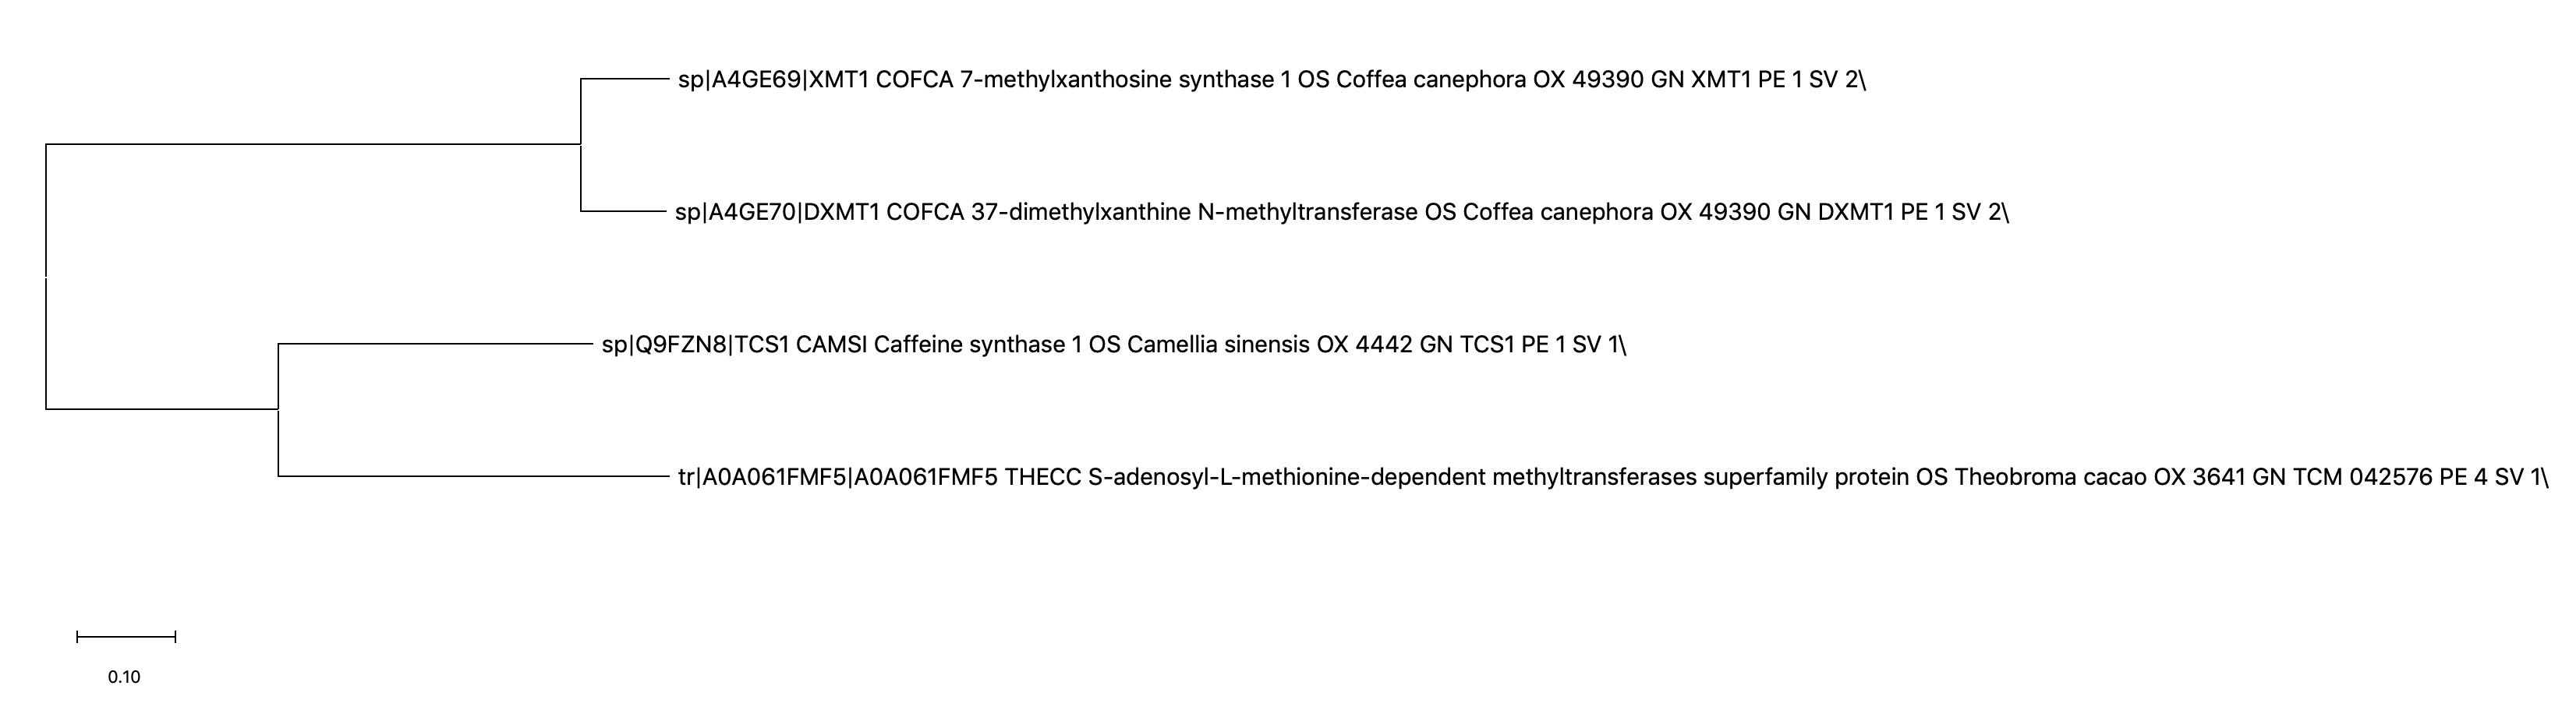 sp|A4GE69|XMT1 COFCA 7-methylxanthosine synthase 1 OS Coffea canephora OX 49390 GN XMT1 PE 1 SV 2\
sp|A4GE70|DXMT1 COFCA 37-dimethylxanthine N-methyltransferase OS Coffea canephora OX 49390 GN DXMT1 PE 1 SV 2\
sp|Q9FZN8|TCS1 CAMSI Caffeine synthase 1 OS Camellia sinensis OX 4442 GN TCS1 PE 1 SV 1\
tr|A0A061FMF5|A0A061FMF5 THECC S-adenosyl-L-methionine-dependent methyltransferases superfamily protein OS Theobroma cacao OX 3641 GN TCM 042576 PE 4 SV 1\
0.10